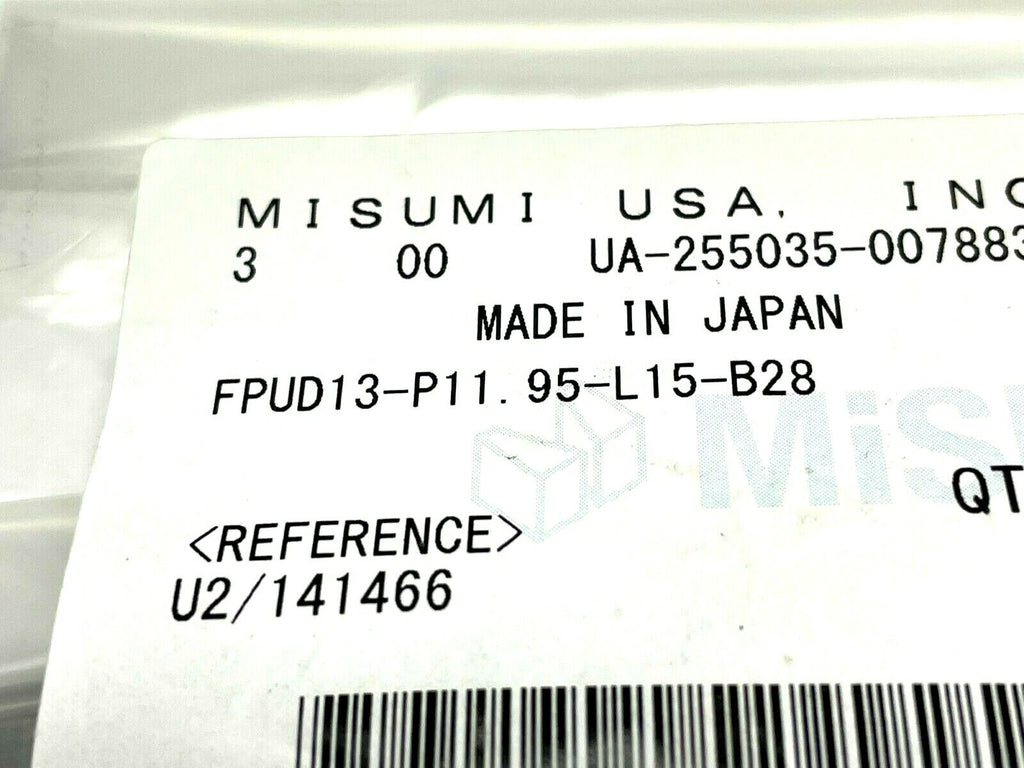 MISUMI USA, INC
3 00 UA-255035-007883
MADE IN JAPAN
FPUD13-P11.95-L15-B28
MiS
QT
<REFERENCE>
U2/141466